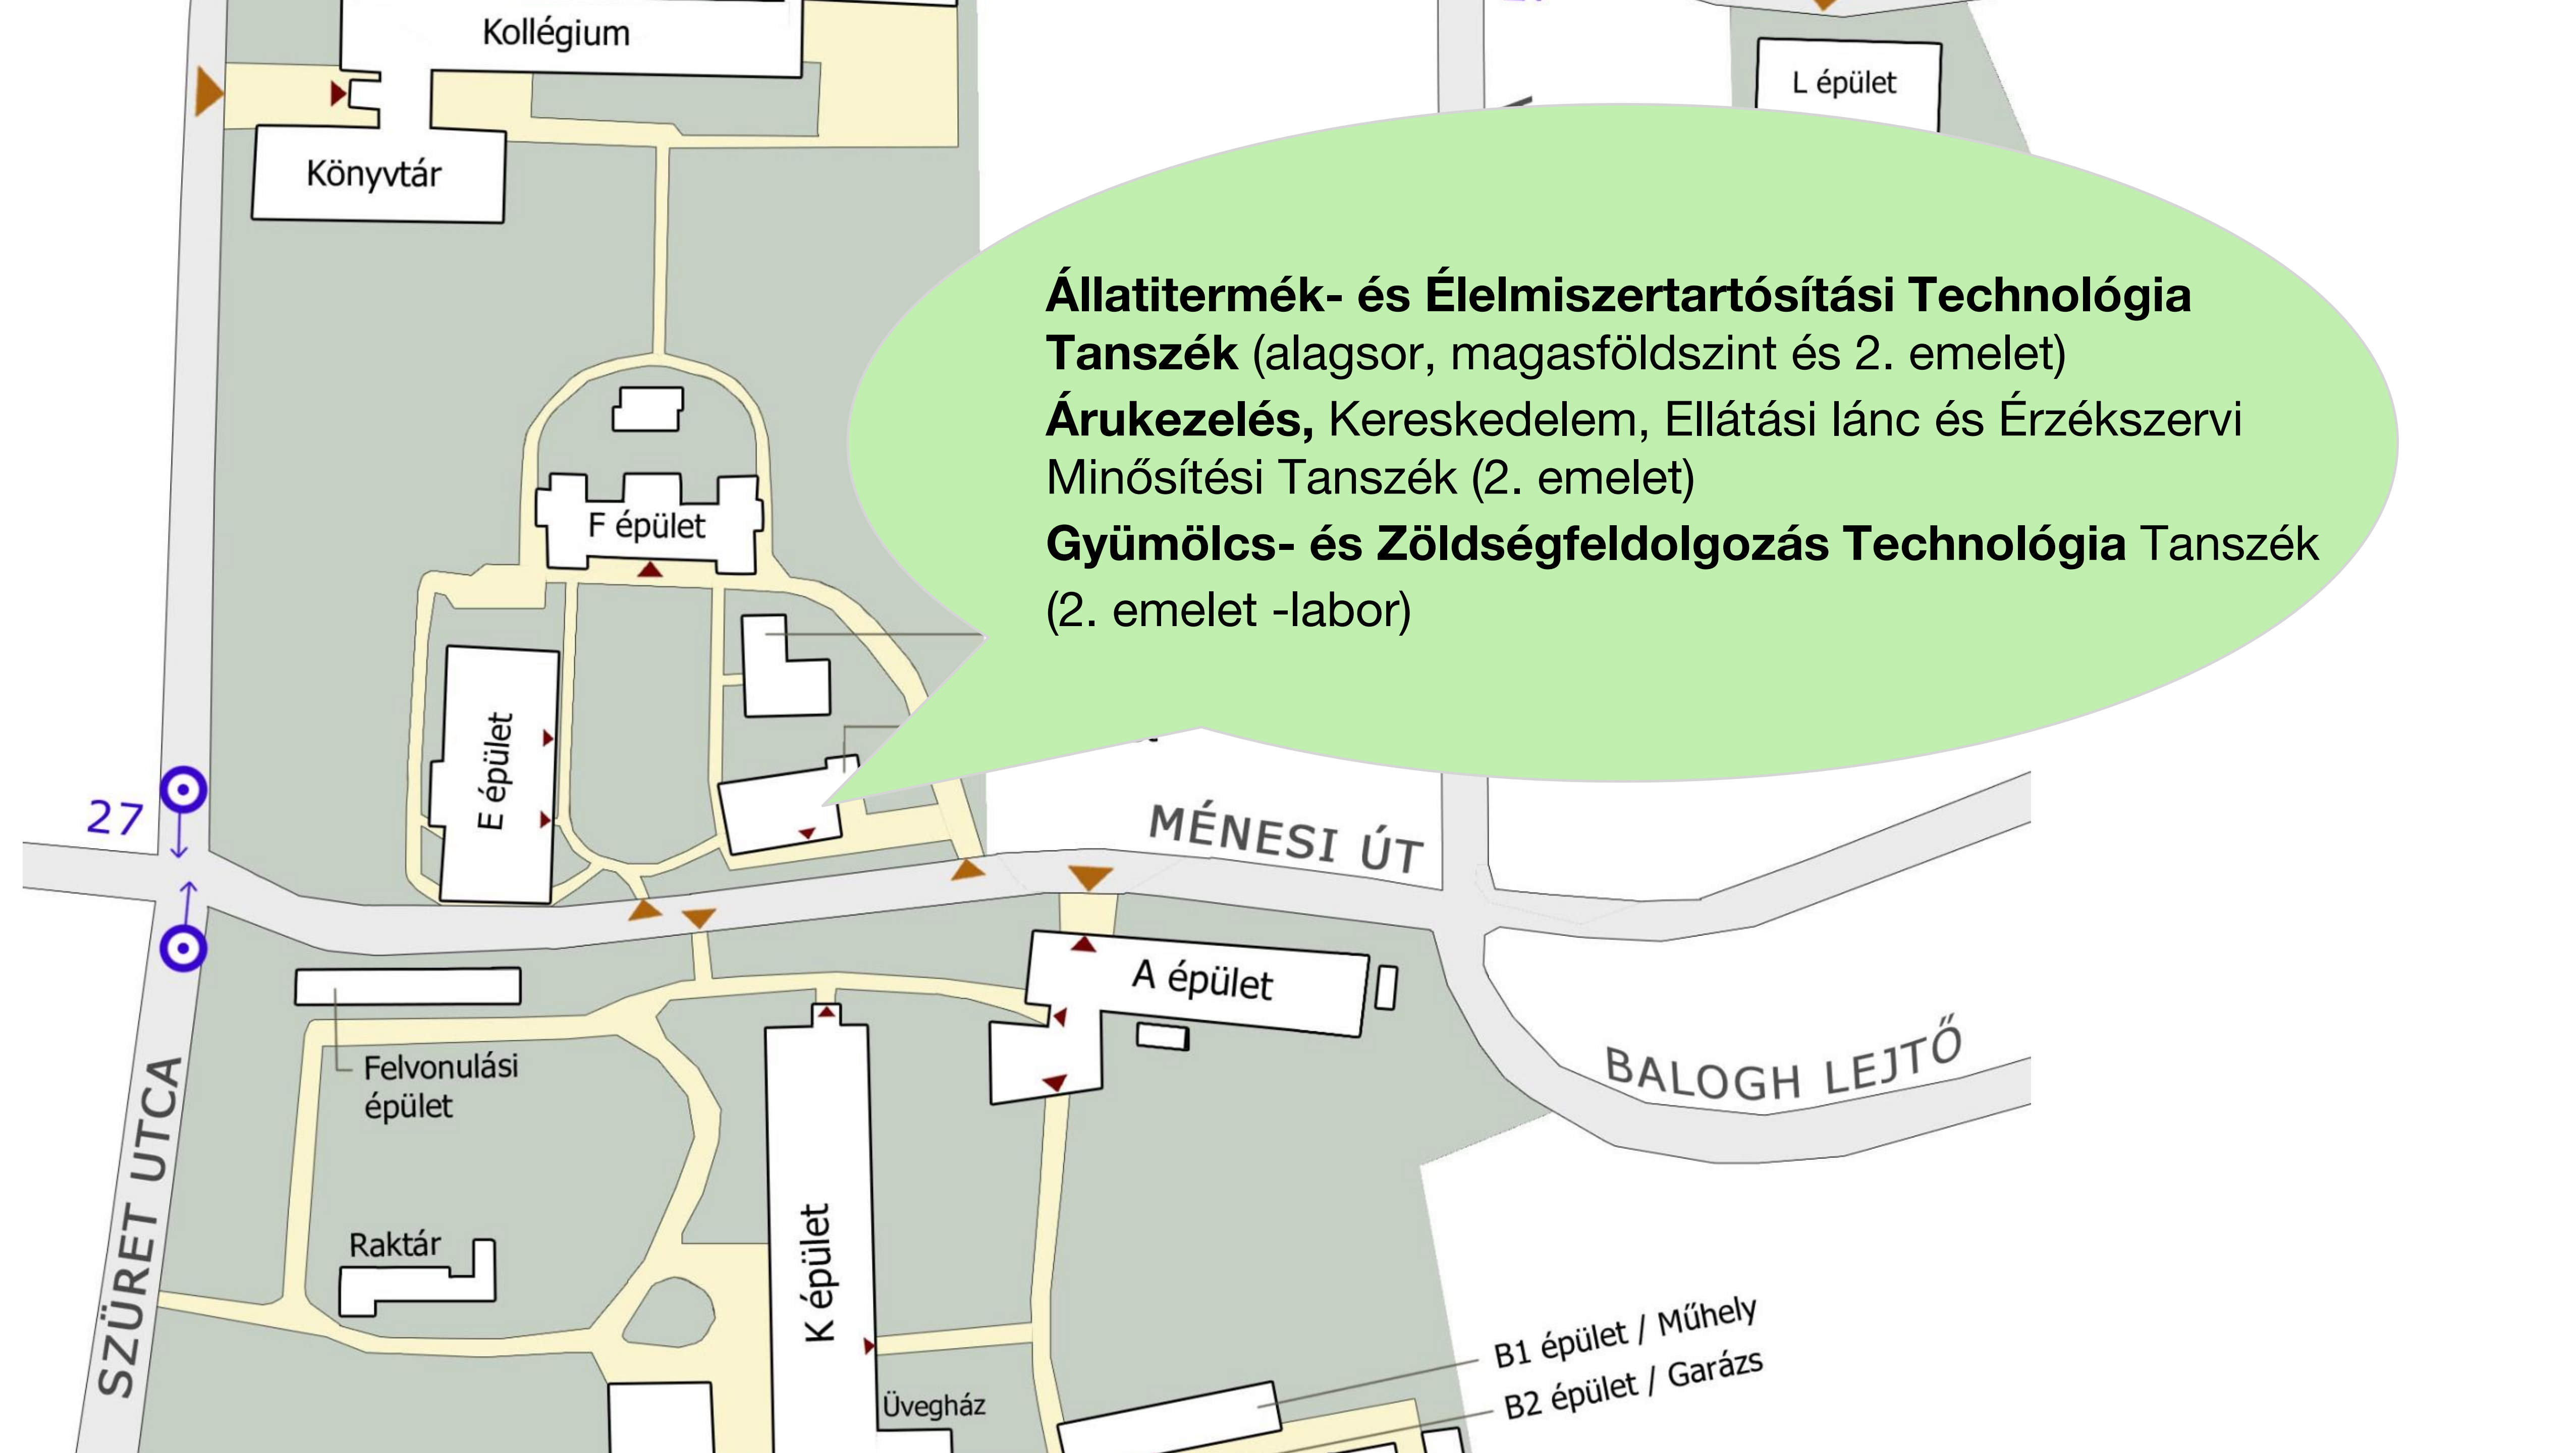 Kollégium
L épület
Könyvtár
Állatitermék- és Élelmiszertartósítási Technológia
Tanszék (alagsor, magasföldszint és 2. emelet)
Árukezelés, Kereskedelem, Ellátási lánc és Érzékszervi
Minősítési Tanszék (2. emelet)
Gyümölcs- és Zöldségfeldolgozás Technológia Tanszék
(2. emelet -labor)
F épület
E épület
27
MÉNESI ÚT
A épület
Felvonulási
épület
BALOGH LEJTŐ
SZÜRET UTCA
K épület
Raktár
B1 épület / Műhely
B2 épület / Garázs
Üvegház